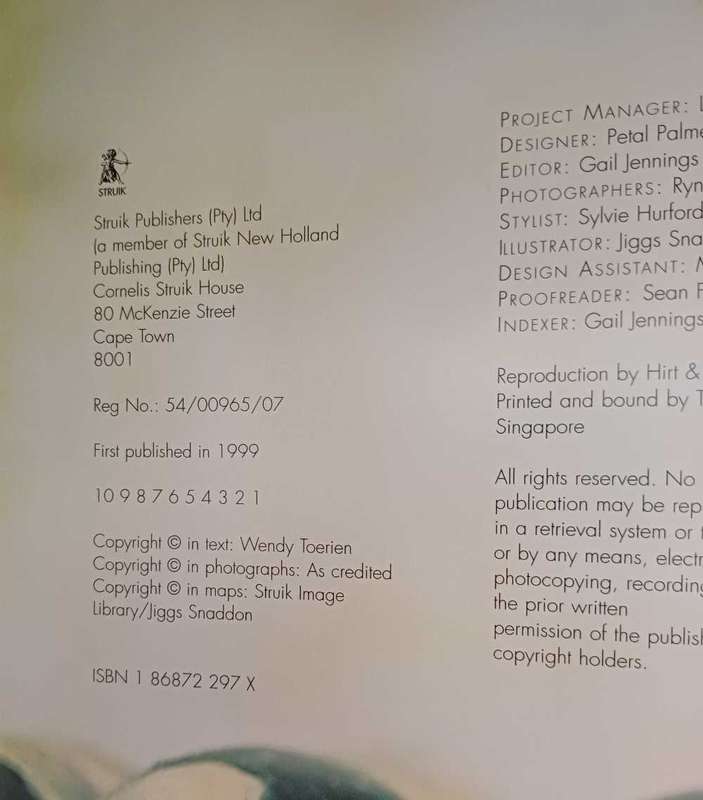 STRUIK
Struik Publishers (Pty) Ltd
(a member of Struik New Holland
Publishing (Pty) Ltd)
Cornelis Struik House
80 McKenzie Street
Cape Town
8001
Reg No.: 54/00965/07
First published in 1999
10 9 8 7 6 5 4 3 2 1
Copyright © in text: Wendy Toerien
Copyright © in photographs: As credited
Copyright © in maps: Struik Image
Library/Jiggs Snaddon
ISBN 1 86872 297 X
PROJECT MANAGER:
DESIGNER: Petal
EDITOR: Gail Jennings
PHOTOGRAPHERS:
STYLIST: Sylvie Hurford
ILLUSTRATOR: Jiggs
DESIGN ASSISTANT:
PROOFREADER: Sean
INDEXER: Gail Jennings
Reproduction by Hirt &
Printed and bound by
Singapore
All rights reserved. No
publication may be
in a retrieval system or
or by any means,
photocopying,
the prior written
permission of the
copyright holders.